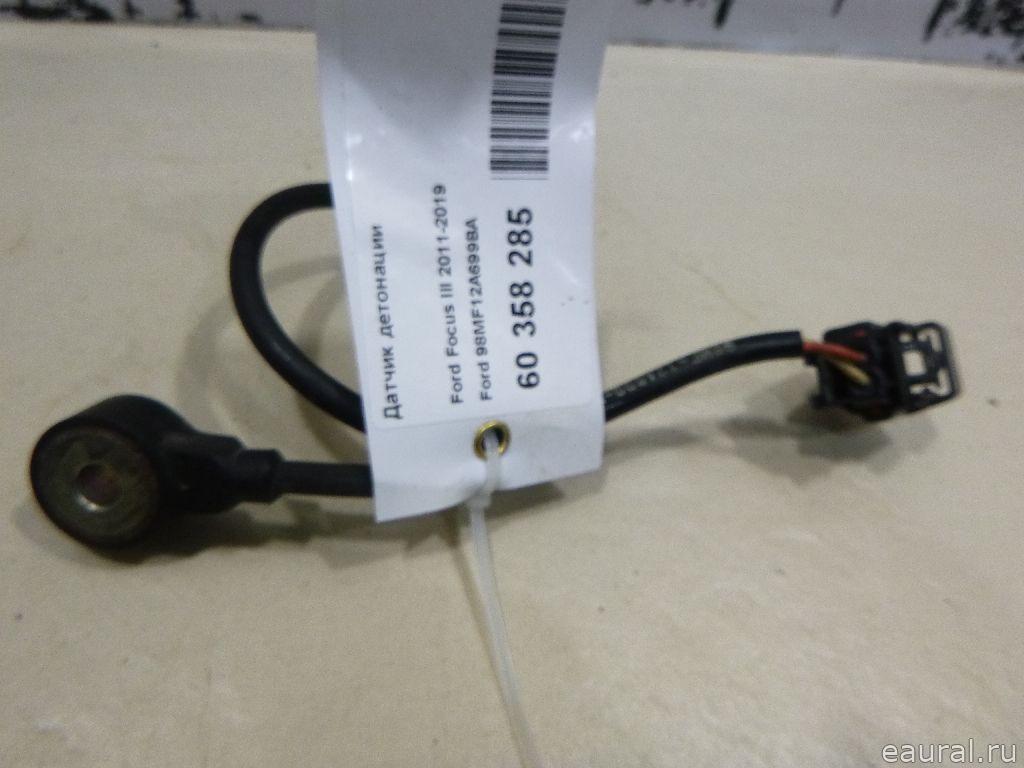 Датчик детонации
Ford Focus III 2011-2019
Ford 98MF12A699BA
60 358 285
eaural.ru